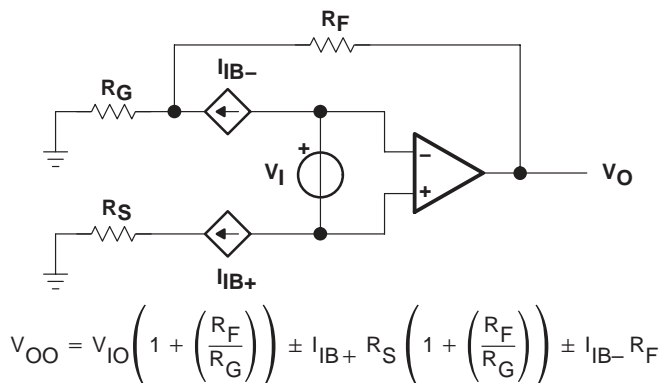 RF
IIB–
RG
+
VI
–
+
VO
RS
IIB+
VOO = VIO(1 + (RF/RG)) ± IIB+ RS(1 + (RF/RG)) ± IIB– RF